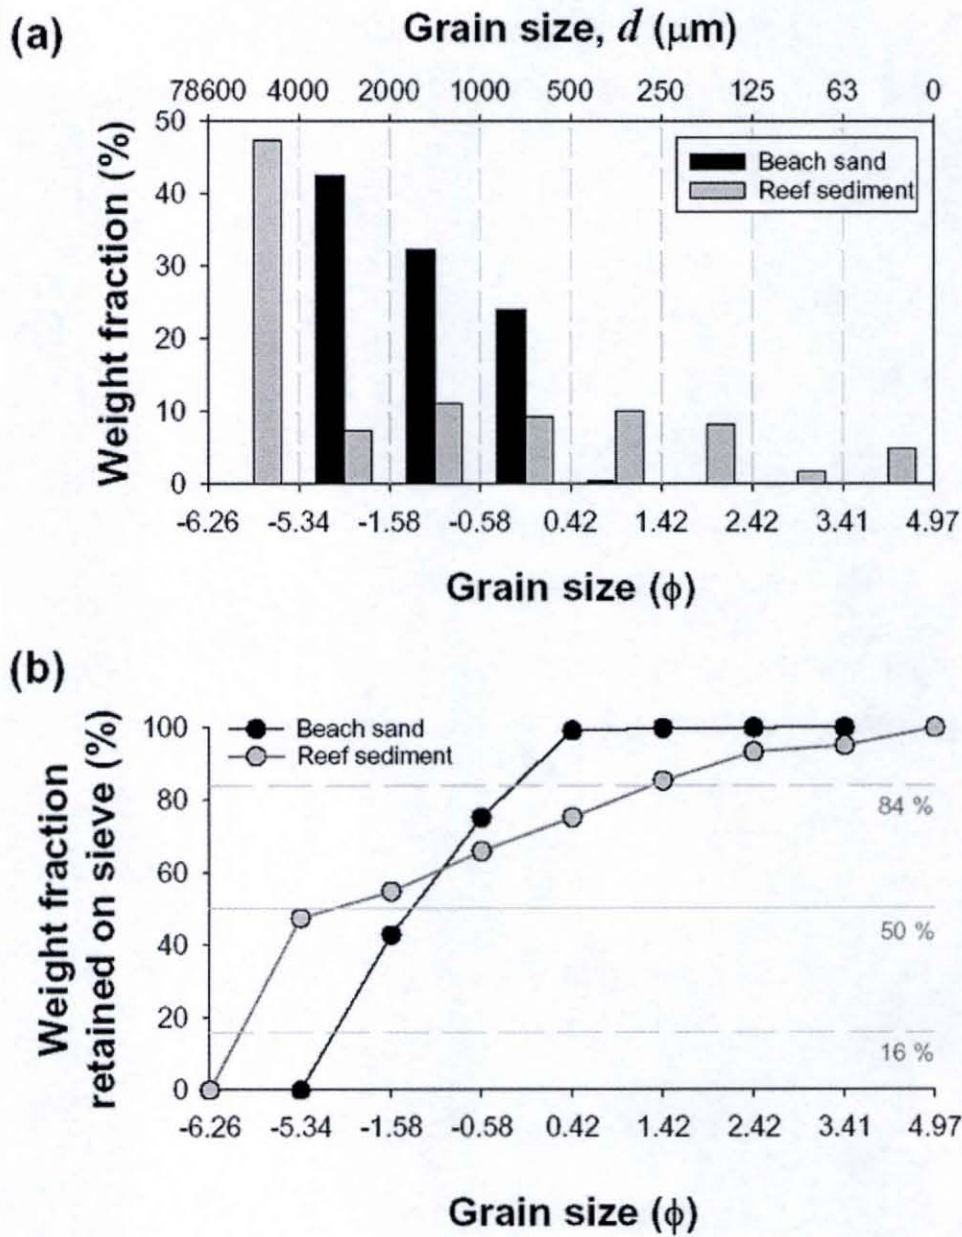 (a)
Grain size, d (μm)
78600 4000 2000 1000 500 250 125 63 0
Weight fraction (%)
50
40
30
20
10
0
Beach sand
Reef sediment
-6.26 -5.34 -1.58 -0.58 0.42 1.42 2.42 3.41 4.97
Grain size (ϕ)
(b)
Weight fraction
retained on sieve (%)
100
80
60
40
20
0
Beach sand
Reef sediment
84 %
50 %
16 %
-6.26 -5.34 -1.58 -0.58 0.42 1.42 2.42 3.41 4.97
Grain size (ϕ)